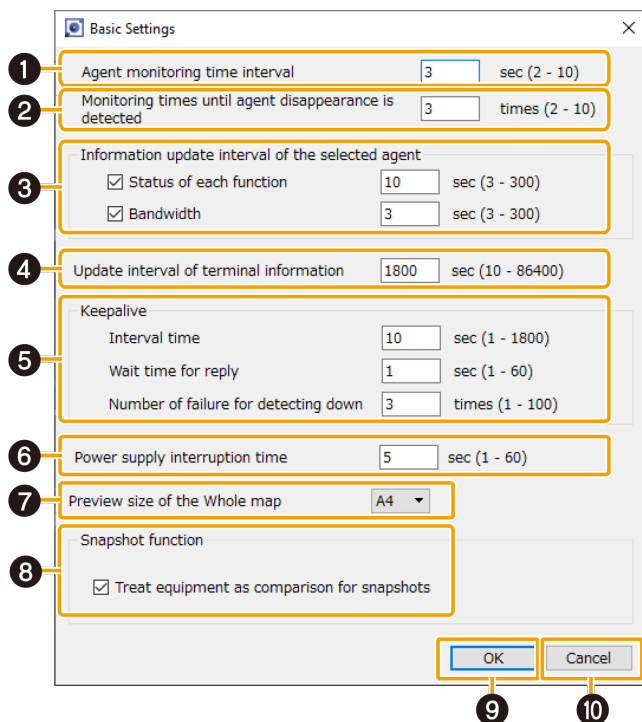 Basic Settings
1 Agent monitoring time interval 3 sec (2 - 10)
2 Monitoring times until agent disappearance is
detected 3 times (2 - 10)
Information update interval of the selected agent
3 Status of each function 10 sec (3 - 300)
Bandwidth 3 sec (3 - 300)
4 Update interval of terminal information 1800 sec (10 - 86400)
Keepalive
Interval time 10 sec (1 - 1800)
5 Wait time for reply 1 sec (1 - 60)
Number of failure for detecting down 3 times (1 - 100)
6 Power supply interruption time 5 sec (1 - 60)
7 Preview size of the Whole map A4
Snapshot function
8 Treat equipment as comparison for snapshots
OK Cancel
9 10